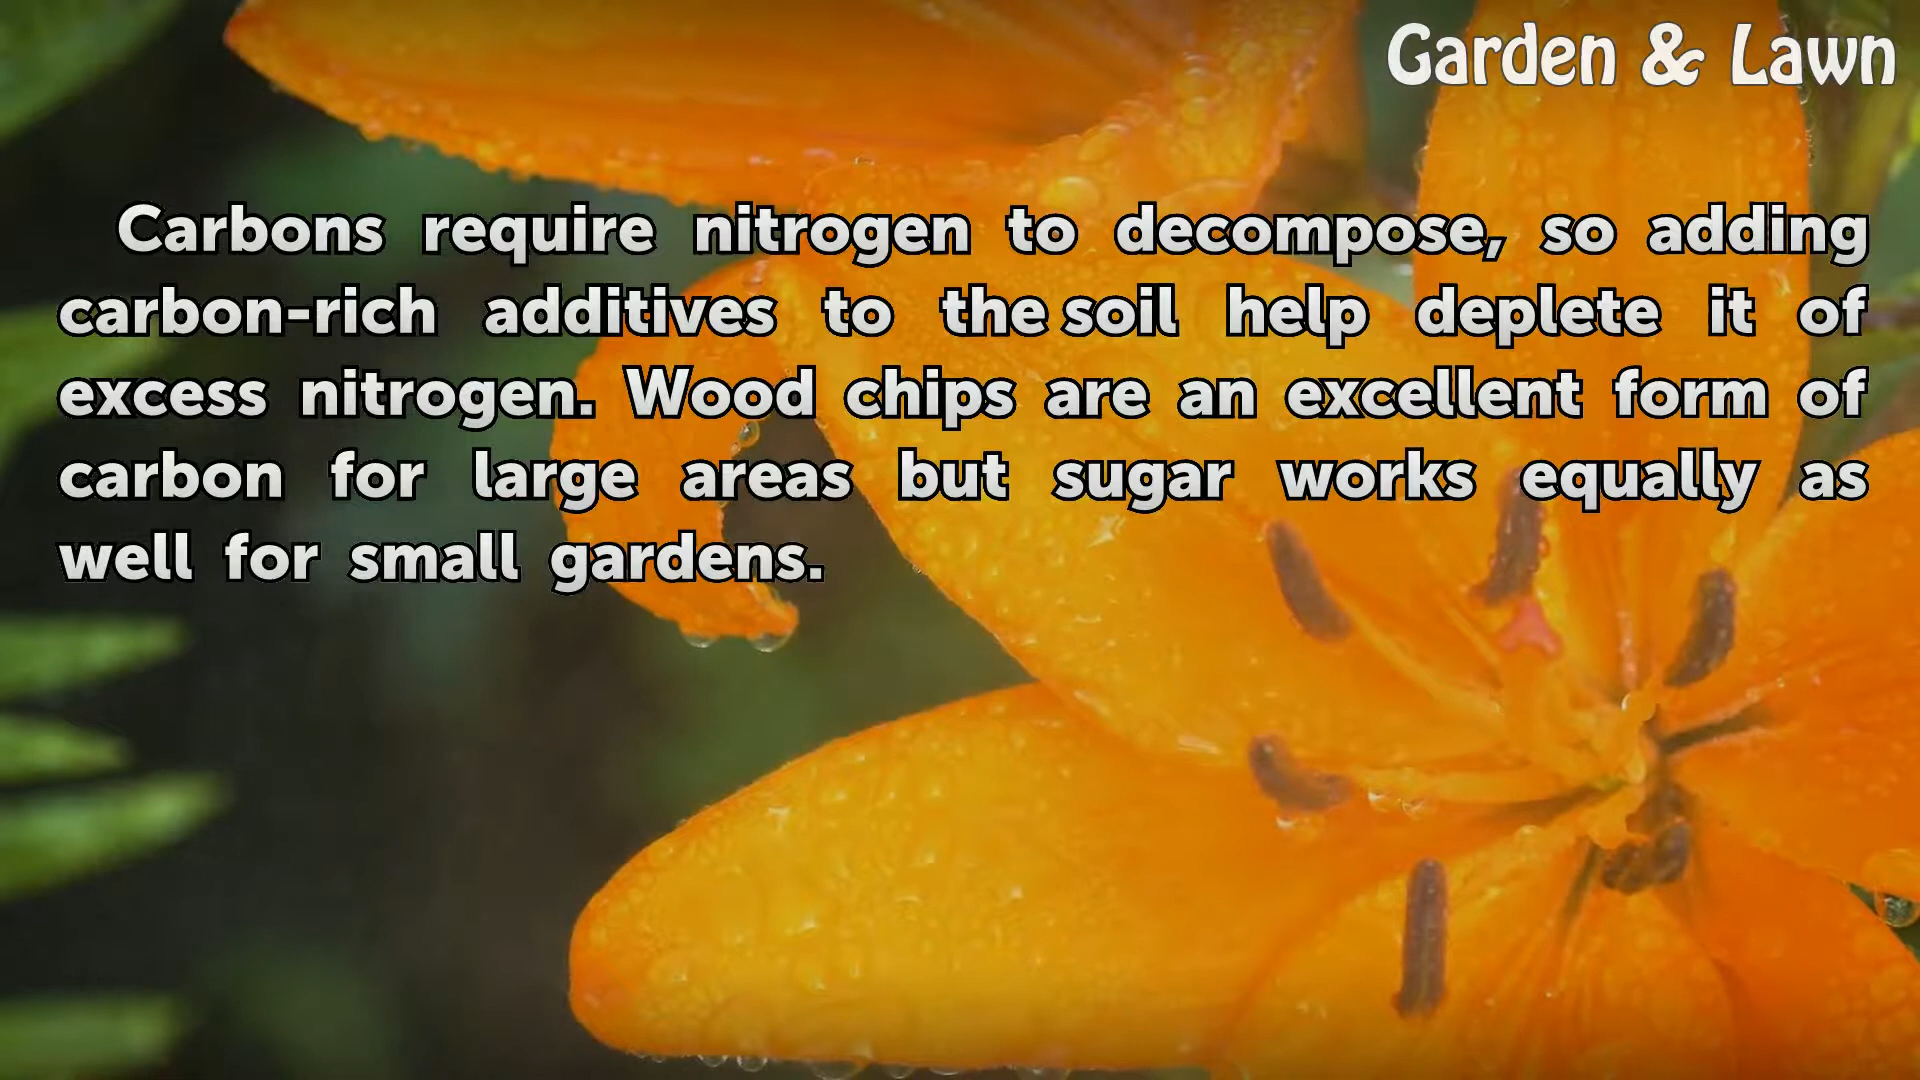 Garden & Lawn
Carbons require nitrogen to decompose, so adding
carbon-rich additives to the soil help deplete it of
excess nitrogen. Wood chips are an excellent form of
carbon for large areas but sugar works equally as
well for small gardens.